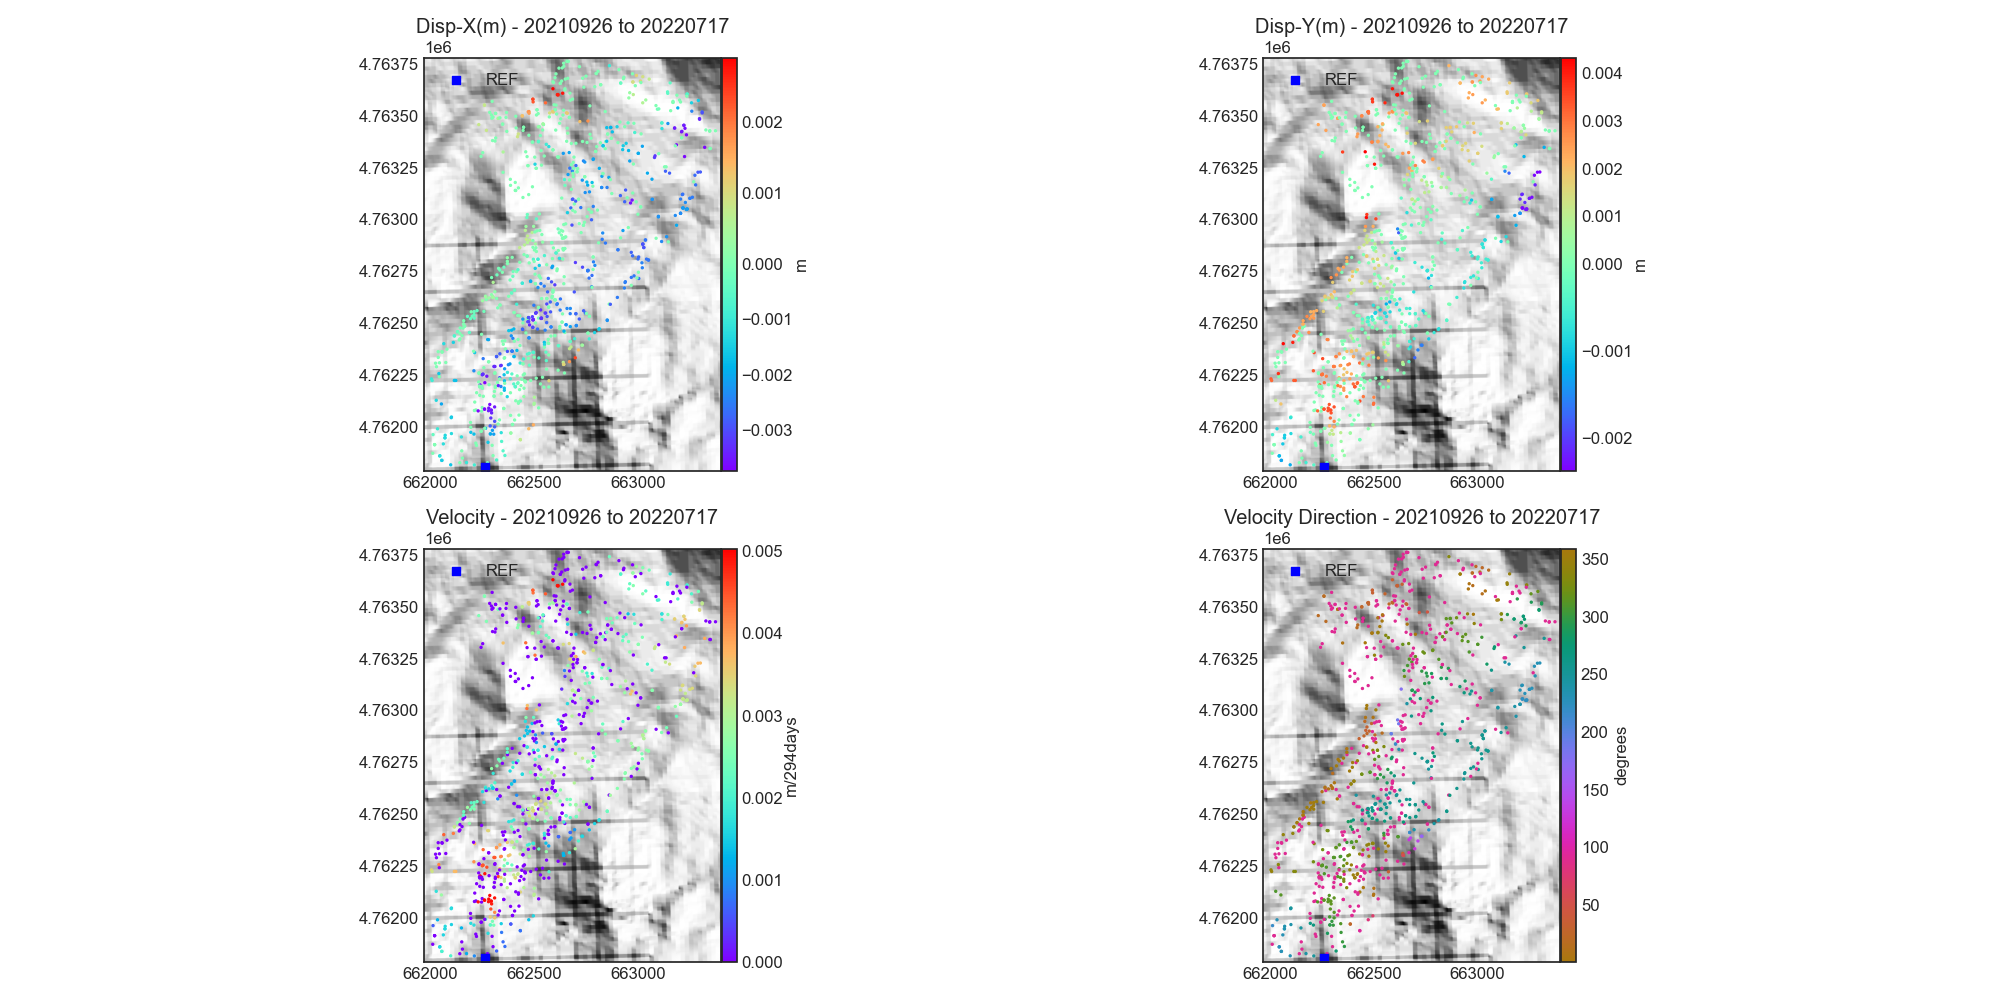 Disp-X(m) - 20210926 to 20220717
1e6
REF
4.76375
4.76350
4.76325
4.76300
4.76275
4.76250
4.76225
4.76200
662000 662500 663000
0.002
0.001
0.000
−0.001
−0.002
−0.003
m
Disp-Y(m) - 20210926 to 20220717
1e6
REF
4.76375
4.76350
4.76325
4.76300
4.76275
4.76250
4.76225
4.76200
662000 662500 663000
0.004
0.003
0.002
0.001
0.000
−0.001
−0.002
m
Velocity - 20210926 to 20220717
1e6
REF
4.76375
4.76350
4.76325
4.76300
4.76275
4.76250
4.76225
4.76200
662000 662500 663000
0.005
0.004
0.003
0.002
0.001
0.000
m/294days
Velocity Direction - 20210926 to 20220717
1e6
REF
4.76375
4.76350
4.76325
4.76300
4.76275
4.76250
4.76225
4.76200
662000 662500 663000
350
300
250
200
150
100
50
degrees